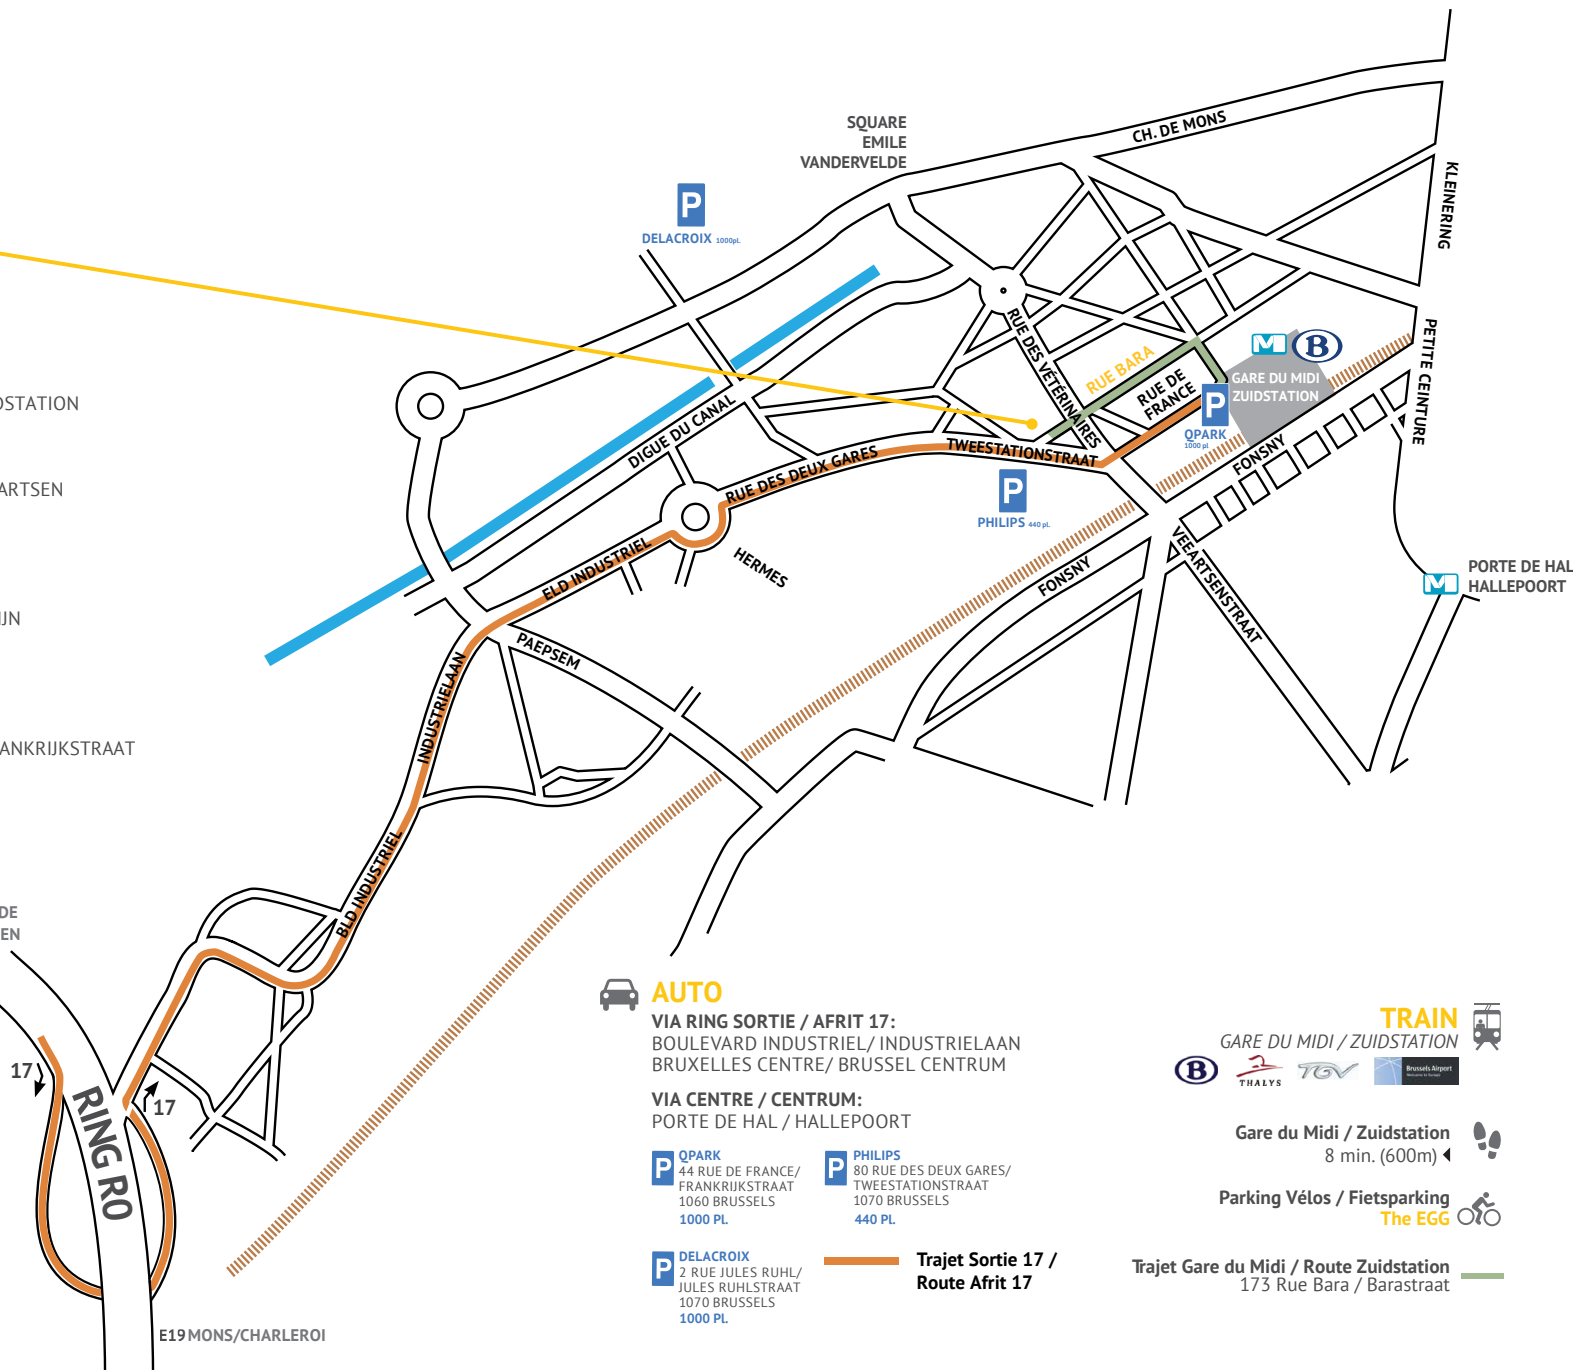 CH. DE MONS
SQUARE
EMILE
VANDERVELDE
KLEINERING
DELACROIX 1000pl.
P
RUE DES VÉTÉRINAIRES
RUE BARA
RUE DE
FRANCE
B
GARE DU MIDI
ZUIDSTATION
PETITE CEINTURE
P
QPARK
1000 pl
FONSNY
DIGUE DU CANAL
RUE DES DEUX GARES
TWEESTATIONSTRAAT
P
PHILIPS 440 pl.
HERMES
ELD INDUSTRIEL
FONSNY
VEEARTSENSTRAAT
M
PORTE DE HAL
HALLEPOORT
PAEPSEM
INDUSTRIELAAN
BLD INDUSTRIEL
OSTATION
ARTSEN
IJN
ANKRIJKSTRAAT
DE
EN
17
17
RING R0
E19 MONS/CHARLEROI
AUTO
VIA RING SORTIE / AFRIT 17:
BOULEVARD INDUSTRIEL/ INDUSTRIELAAN
BRUXELLES CENTRE/ BRUSSEL CENTRUM
VIA CENTRE / CENTRUM:
PORTE DE HAL / HALLEPOORT
P
QPARK
44 RUE DE FRANCE/
FRANKRIJKSTRAAT
1060 BRUSSELS
1000 PL.
P
PHILIPS
80 RUE DES DEUX GARES/
TWEESTATIONSTRAAT
1070 BRUSSELS
440 PL.
P
DELACROIX
2 RUE JULES RUHL/
JULES RUHLSTRAAT
1070 BRUSSELS
1000 PL.
Trajet Sortie 17 /
Route Afrit 17
TRAIN
GARE DU MIDI / ZUIDSTATION
B
THALYS
TGV
Brussels Airport
Gare du Midi / Zuidstation
8 min. (600m)
Parking Vélos / Fietsparking
The EGG
Trajet Gare du Midi / Route Zuidstation
173 Rue Bara / Barastraat